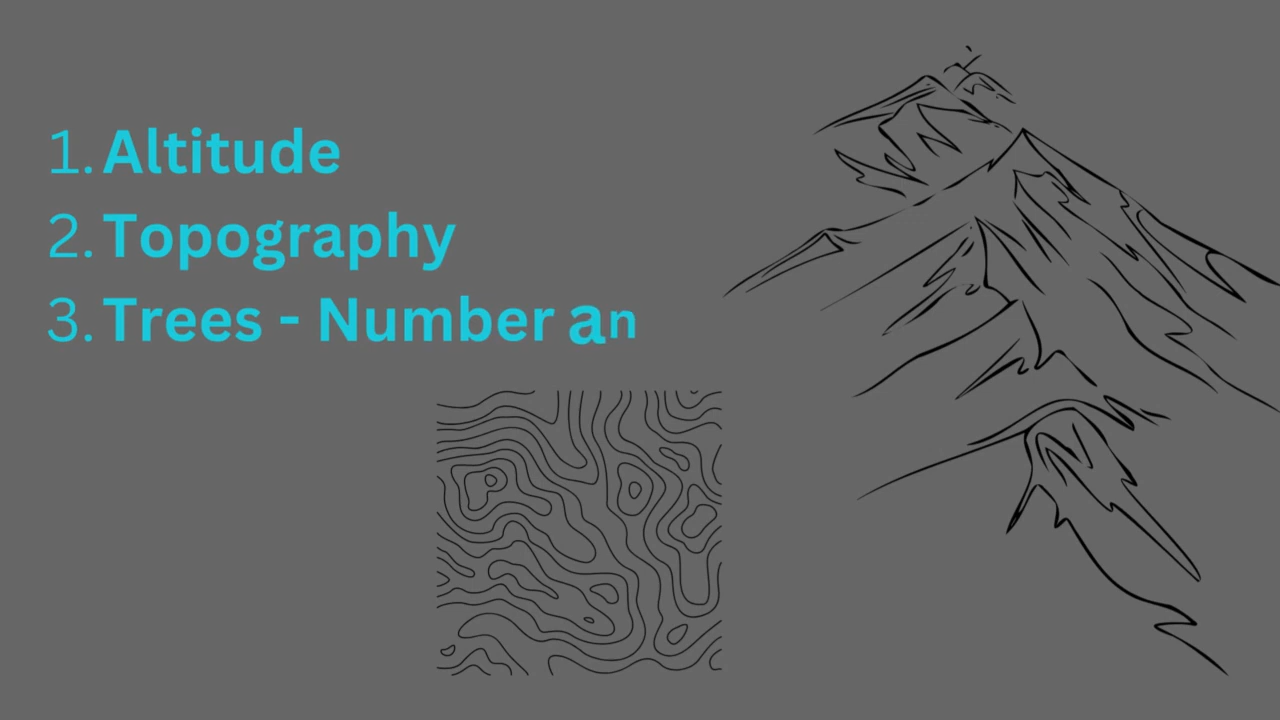 1. Altitude
2. Topography
3. Trees - Number an